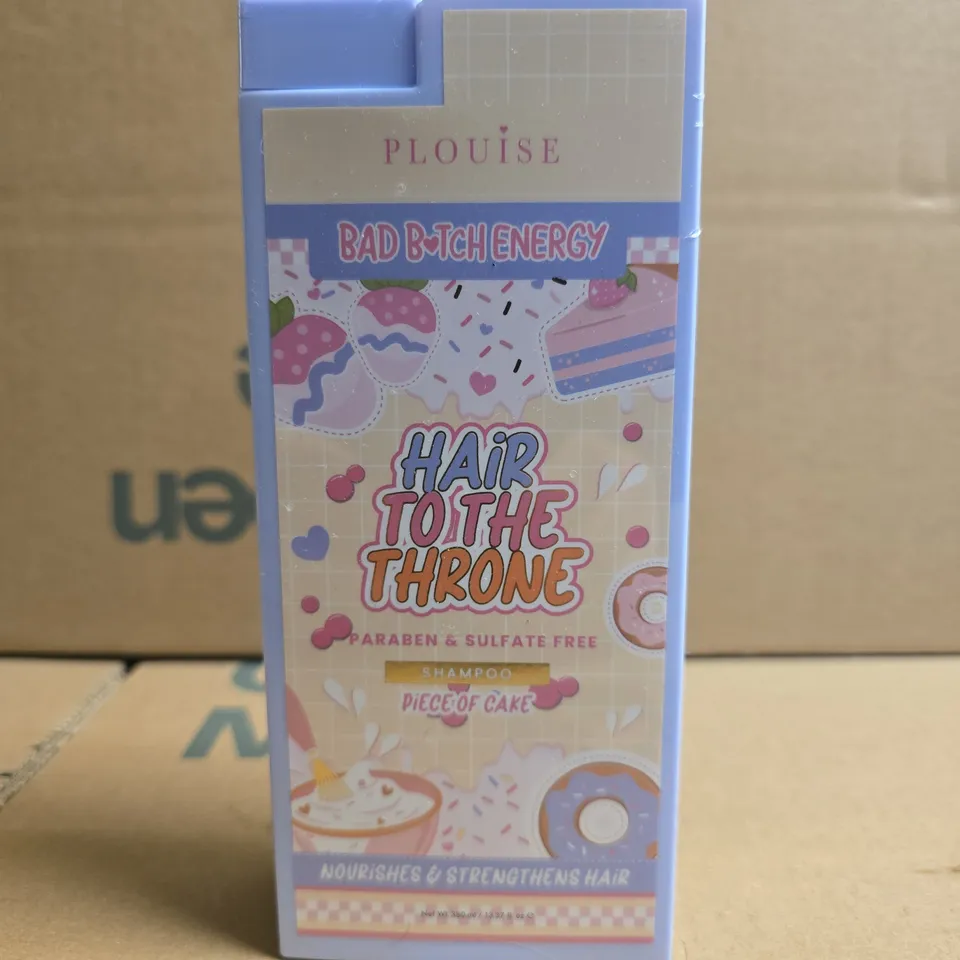 PLOUISE
BAD B♥TCH ENERGY
HAIR
TO THE
THRONE
PARABEN & SULFATE FREE
SHAMPOO
PIECE OF CAKE
NOURISHES & STRENGTHENS HAIR